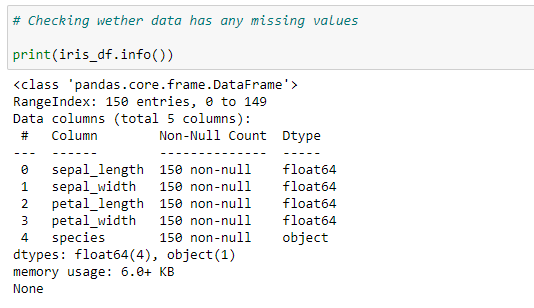 # Checking wether data has any missing values
print(iris_df.info())
<class 'pandas.core.frame.DataFrame'>
RangeIndex: 150 entries, 0 to 149
Data columns (total 5 columns):
 #   Column        Non-Null Count  Dtype
---  ------        --------------  -----
 0   sepal_length  150 non-null    float64
 1   sepal_width   150 non-null    float64
 2   petal_length  150 non-null    float64
 3   petal_width   150 non-null    float64
 4   species       150 non-null    object
dtypes: float64(4), object(1)
memory usage: 6.0+ KB
None